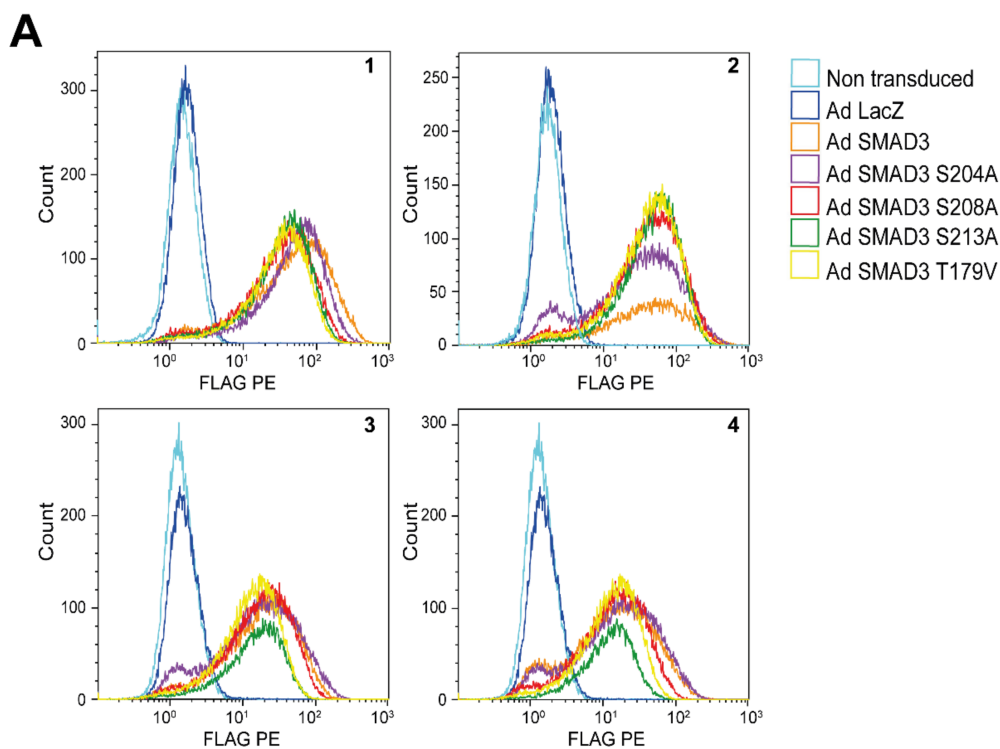 A
1
300
200
100
0
Count
10⁰
10¹
10²
10³
FLAG PE
2
250
200
150
100
50
0
Count
10⁰
10¹
10²
10³
FLAG PE
Non transduced
Ad LacZ
Ad SMAD3
Ad SMAD3 S204A
Ad SMAD3 S208A
Ad SMAD3 S213A
Ad SMAD3 T179V
3
300
200
100
0
Count
10⁰
10¹
10²
10³
FLAG PE
4
300
200
100
0
Count
10⁰
10¹
10²
10³
FLAG PE